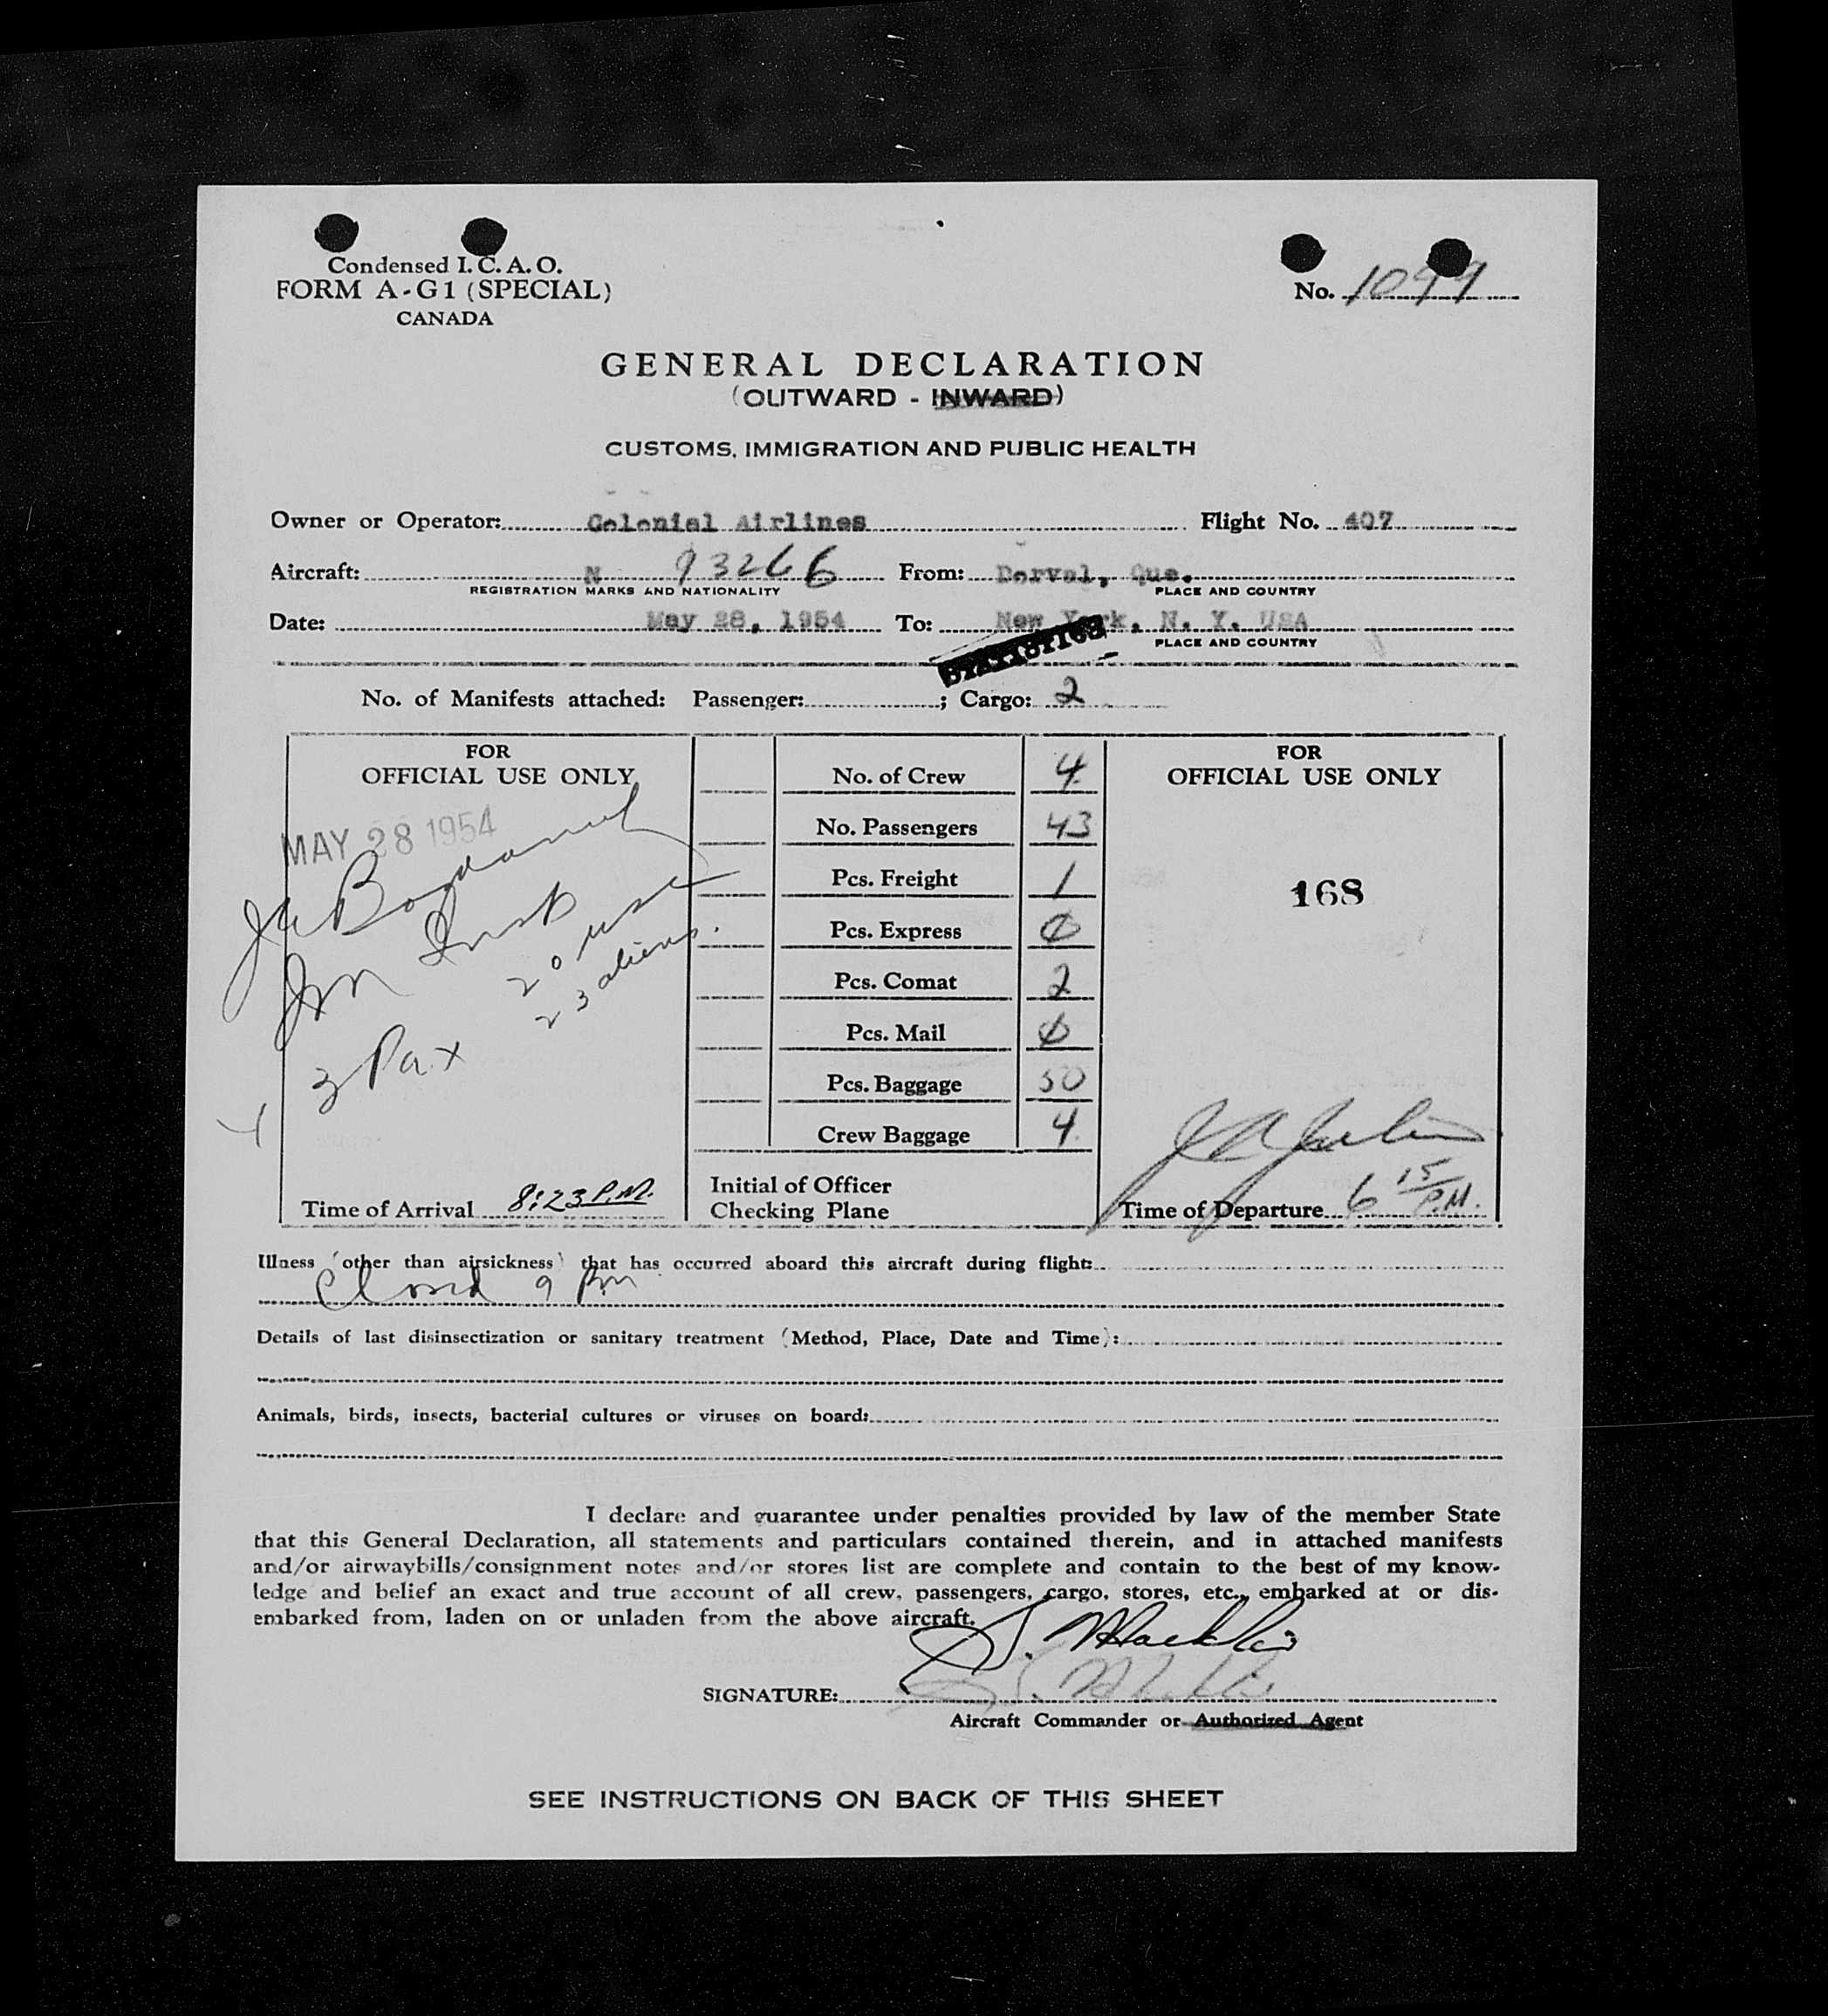 Condensed I. C. A. O.
FORM A-G1 (SPECIAL)
CANADA
No. 1099
GENERAL DECLARATION
(OUTWARD - INWARD)
CUSTOMS, IMMIGRATION AND PUBLIC HEALTH
Owner or Operator: Colonial Airlines Flight No. 407
Aircraft: N 93266 From: Dorval, Que.
REGISTRATION MARKS AND NATIONALITY PLACE AND COUNTRY
Date: May 28, 1954 To: New York, N. Y. USA
PLACE AND COUNTRY
STATISTICS
No. of Manifests attached: Passenger: ; Cargo: 2
FOR
OFFICIAL USE ONLY
MAY 28 1954
Imm Insp
20 usc
23 aliens.
3 Pax
Time of Arrival 8:23 P.M.
No. of Crew 4
No. Passengers 43
Pcs. Freight 1
Pcs. Express 0
Pcs. Comat 2
Pcs. Mail 0
Pcs. Baggage 50
Crew Baggage 4
Initial of Officer
Checking Plane
FOR
OFFICIAL USE ONLY
168
Time of Departure 6 15 P.M.
Illness (other than airsickness) that has occurred aboard this aircraft during flight:
Closed 9 Pm
Details of last disinsectization or sanitary treatment (Method, Place, Date and Time):
Animals, birds, insects, bacterial cultures or viruses on board:
I declare and guarantee under penalties provided by law of the member State
that this General Declaration, all statements and particulars contained therein, and in attached manifests
and/or airwaybills/consignment notes and/or stores list are complete and contain to the best of my know-
ledge and belief an exact and true account of all crew, passengers, cargo, stores, etc., embarked at or dis-
embarked from, laden on or unladen from the above aircraft.
SIGNATURE:
Aircraft Commander or Authorized Agent
SEE INSTRUCTIONS ON BACK OF THIS SHEET